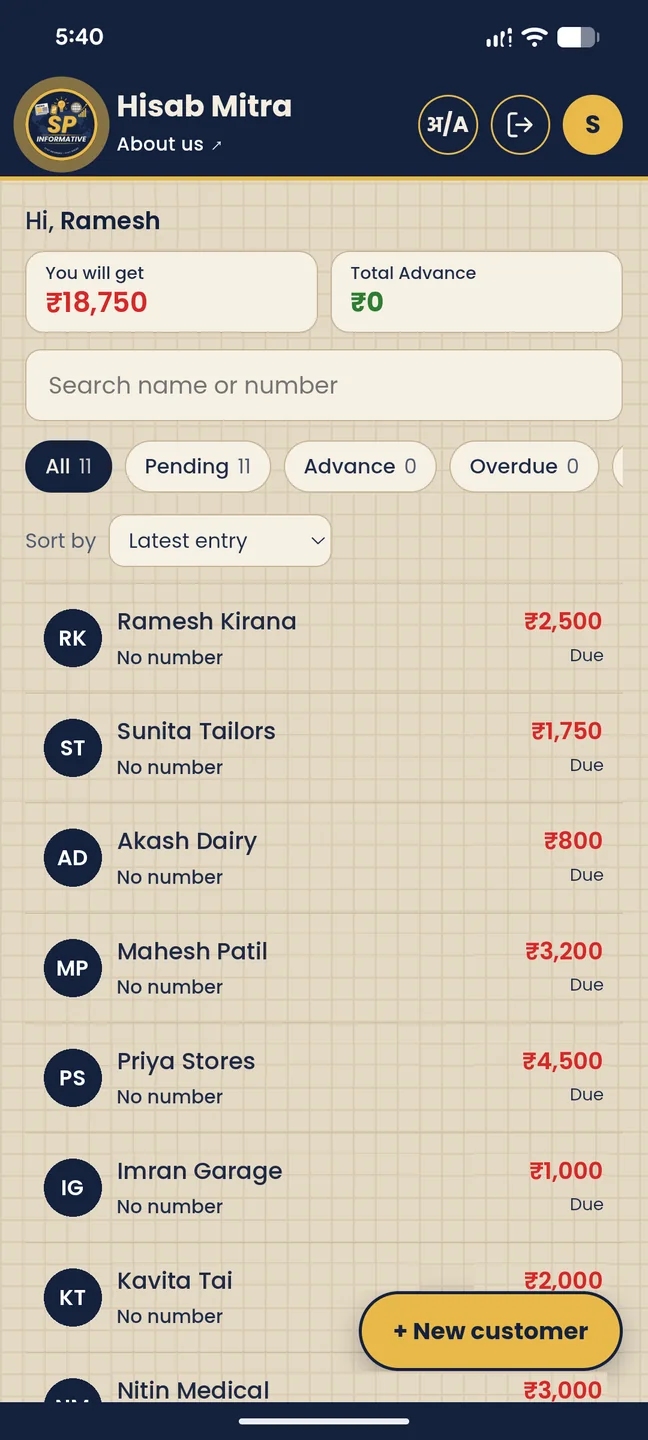 5:40
SP
INFORMATIVE
Hisab Mitra
About us ↗
अ/A
S
Hi, Ramesh
You will get
₹18,750
Total Advance
₹0
Search name or number
All 11
Pending 11
Advance 0
Overdue 0
Sort by
Latest entry
RK
Ramesh Kirana
No number
₹2,500
Due
ST
Sunita Tailors
No number
₹1,750
Due
AD
Akash Dairy
No number
₹800
Due
MP
Mahesh Patil
No number
₹3,200
Due
PS
Priya Stores
No number
₹4,500
Due
IG
Imran Garage
No number
₹1,000
Due
KT
Kavita Tai
No number
₹2,000
+ New customer
Nitin Medical
₹3,000